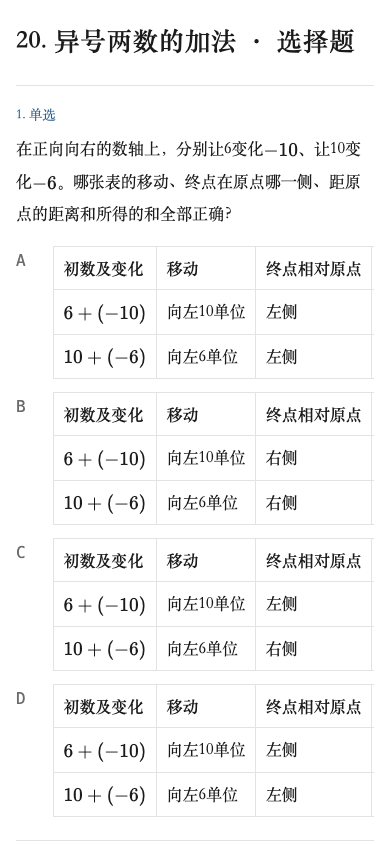 20. 异号两数的加法 · 选择题
1. 单选
在正向向右的数轴上，分别让6变化−10、让10变
化−6。哪张表的移动、终点在原点哪一侧、距原
点的距离和所得的和全部正确?
A
初数及变化 移动 终点相对原点
6 + (−10) 向左10单位 左侧
10 + (−6) 向左6单位 左侧
B
初数及变化 移动 终点相对原点
6 + (−10) 向左10单位 右侧
10 + (−6) 向左6单位 右侧
C
初数及变化 移动 终点相对原点
6 + (−10) 向左10单位 左侧
10 + (−6) 向左6单位 右侧
D
初数及变化 移动 终点相对原点
6 + (−10) 向左10单位 左侧
10 + (−6) 向左6单位 左侧